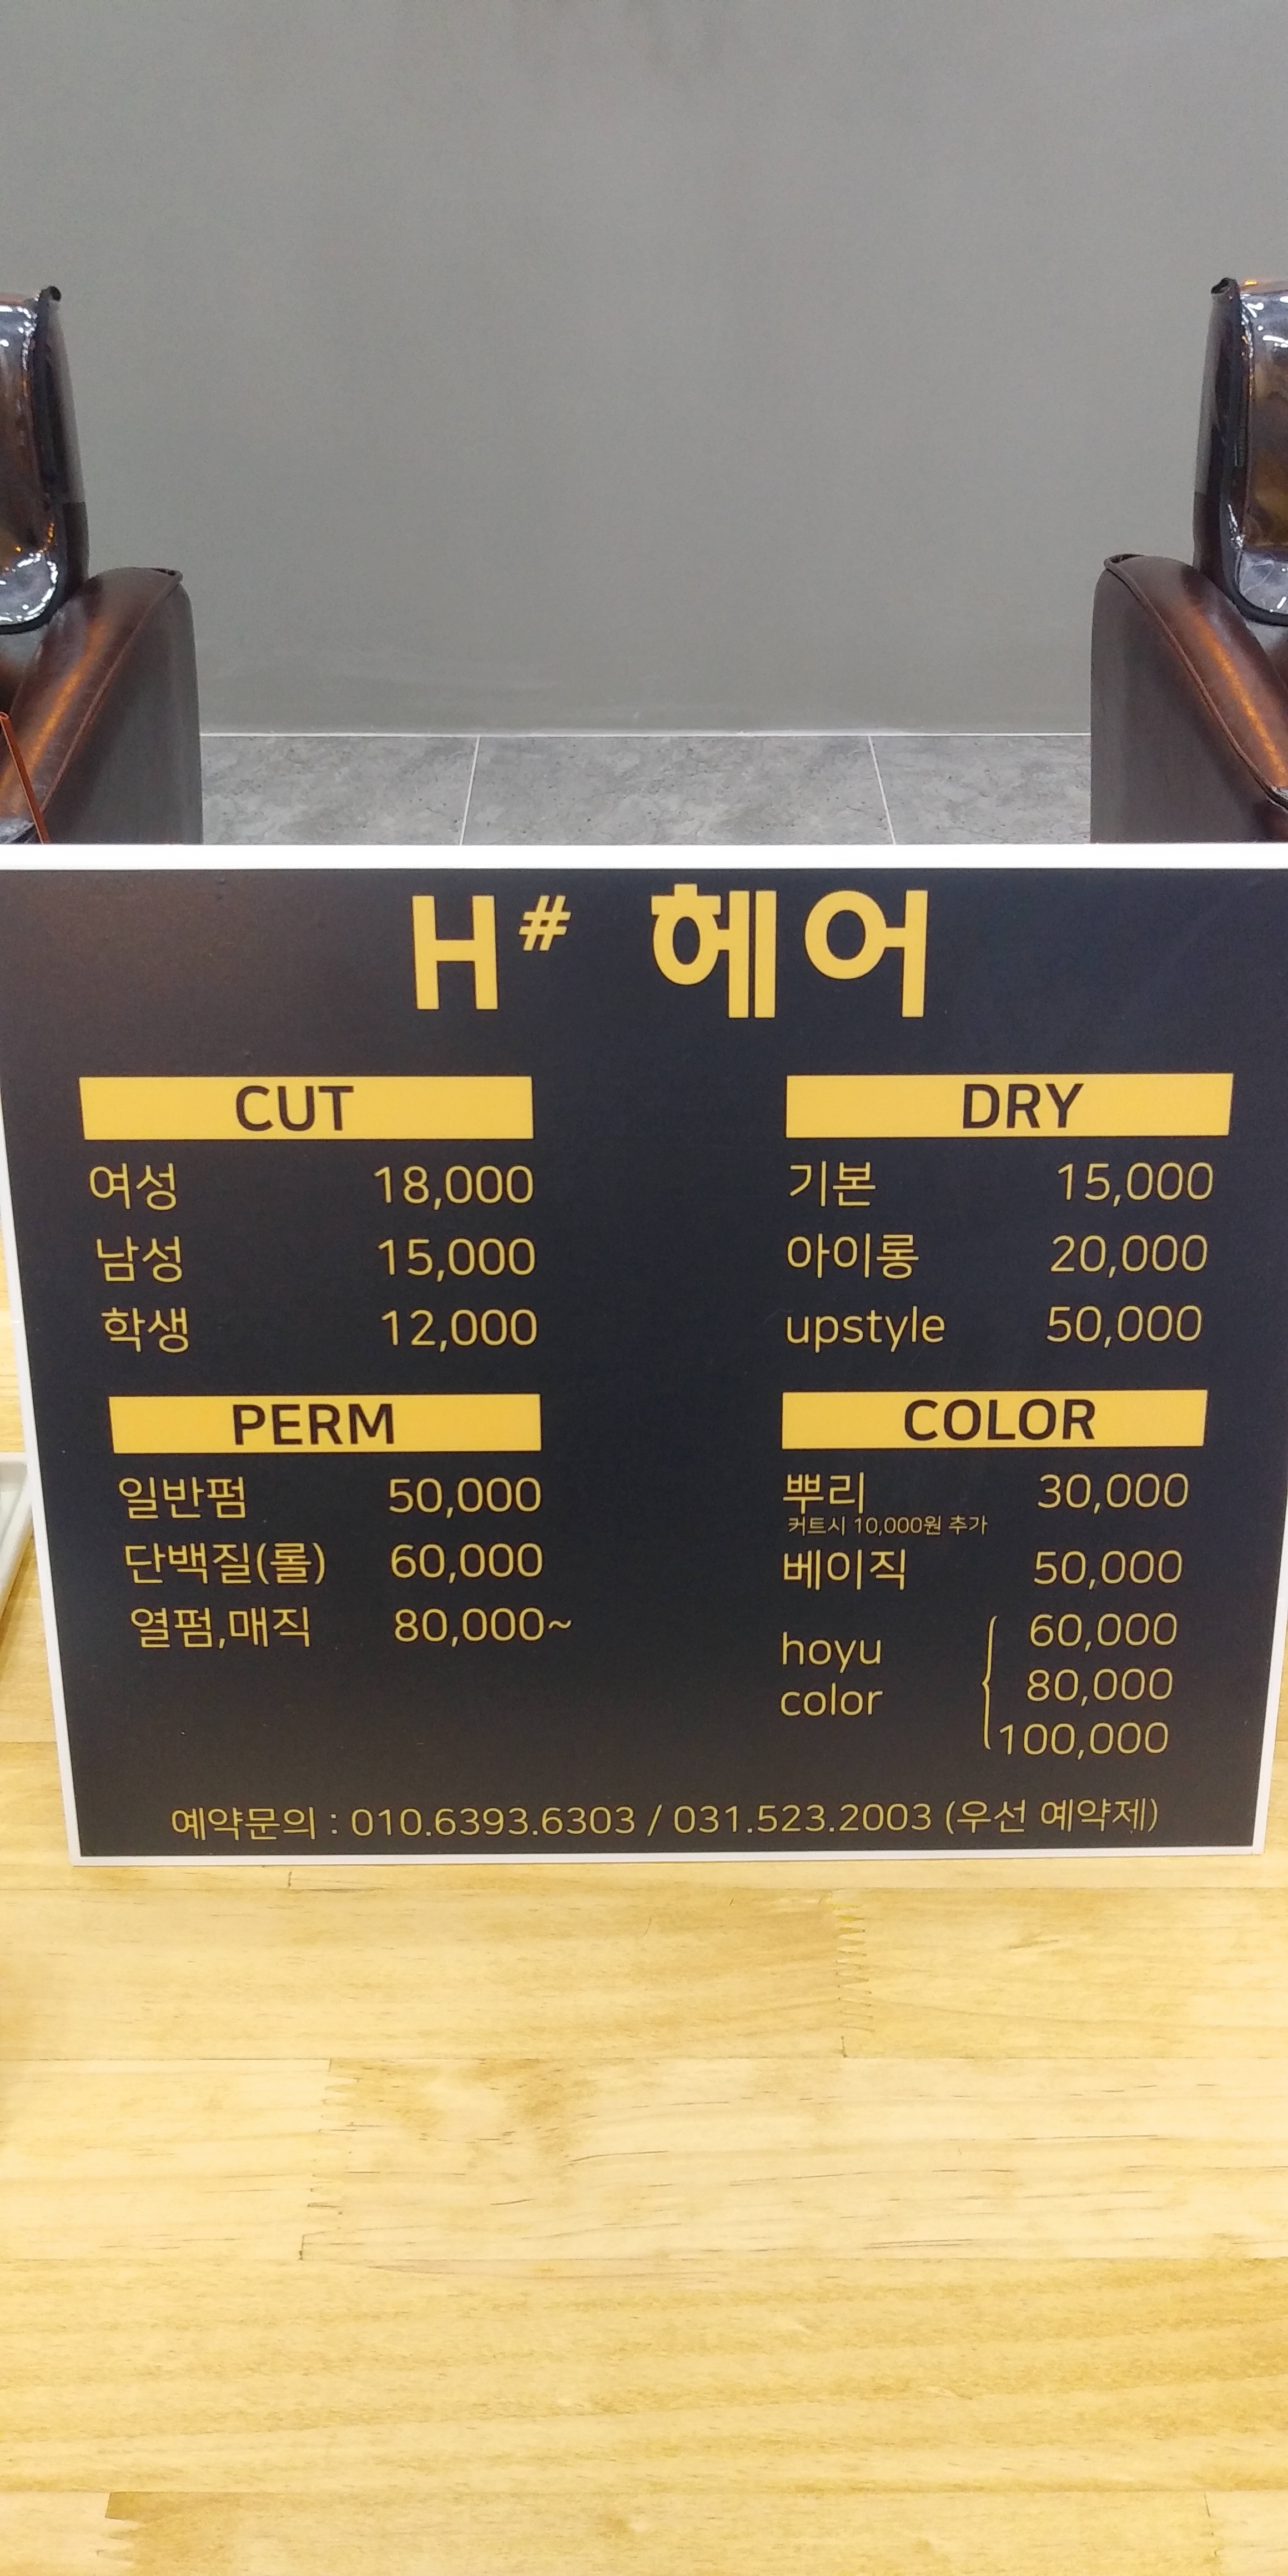 H# 헤어
CUT
여성 18,000
남성 15,000
학생 12,000
PERM
일반펌 50,000
단백질(롤) 60,000
열펌,매직 80,000~
DRY
기본 15,000
아이롱 20,000
upstyle 50,000
COLOR
뿌리 30,000
커트시 10,000원 추가
베이직 50,000
hoyu color { 60,000
80,000
100,000
예약문의 : 010.6393.6303 / 031.523.2003 (우선 예약제)